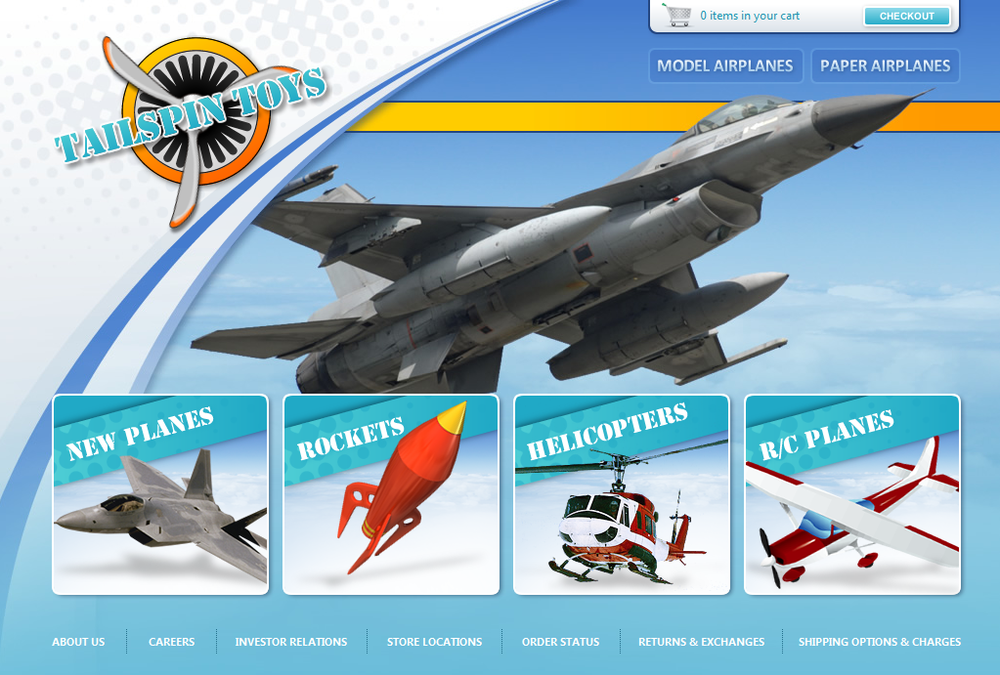 0 items in your cart
CHECKOUT
MODEL AIRPLANES
PAPER AIRPLANES
TAILSPIN TOYS
NEW PLANES
ROCKETS
HELICOPTERS
R/C PLANES
ABOUT US
CAREERS
INVESTOR RELATIONS
STORE LOCATIONS
ORDER STATUS
RETURNS & EXCHANGES
SHIPPING OPTIONS & CHARGES